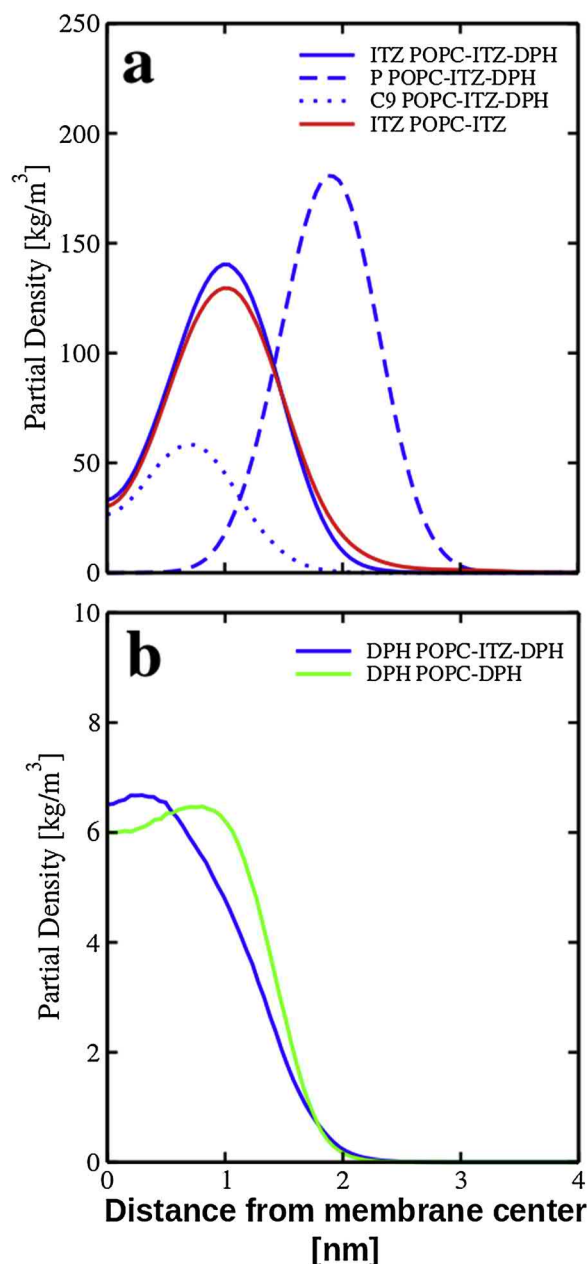 a
250
200
150
100
50
0
Partial Density [kg/m³]
ITZ POPC-ITZ-DPH
P POPC-ITZ-DPH
C9 POPC-ITZ-DPH
ITZ POPC-ITZ
b
10
8
6
4
2
0
Partial Density [kg/m³]
DPH POPC-ITZ-DPH
DPH POPC-DPH
0 1 2 3 4
Distance from membrane center
[nm]